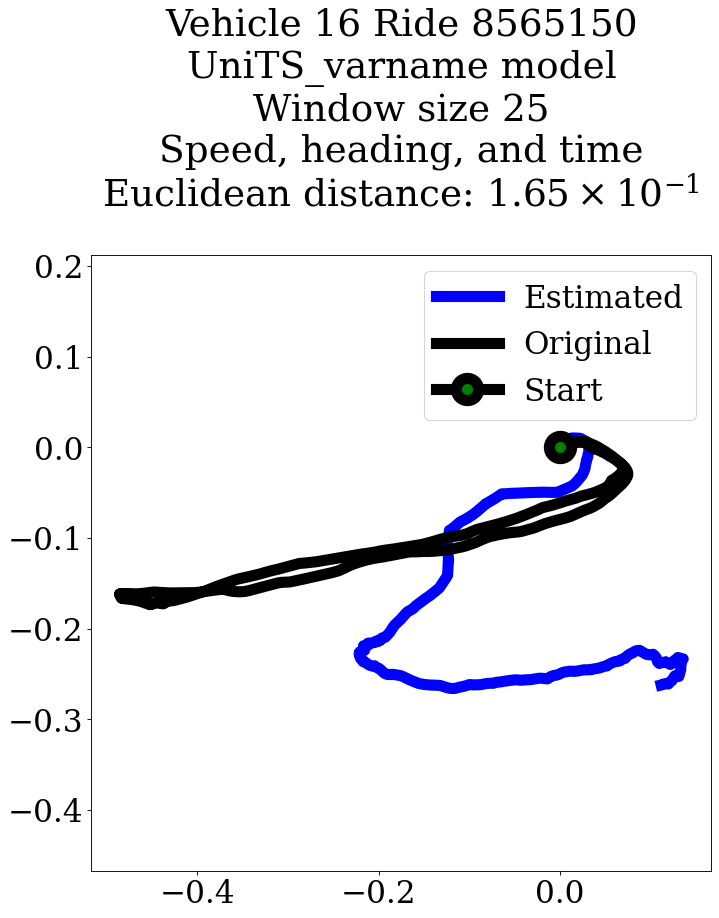 Vehicle 16 Ride 8565150
UniTS_varname model
Window size 25
Speed, heading, and time
Euclidean distance: 1.65 × 10⁻¹
Estimated
Original
Start
0.2
0.1
0.0
−0.1
−0.2
−0.3
−0.4
−0.4 −0.2 0.0